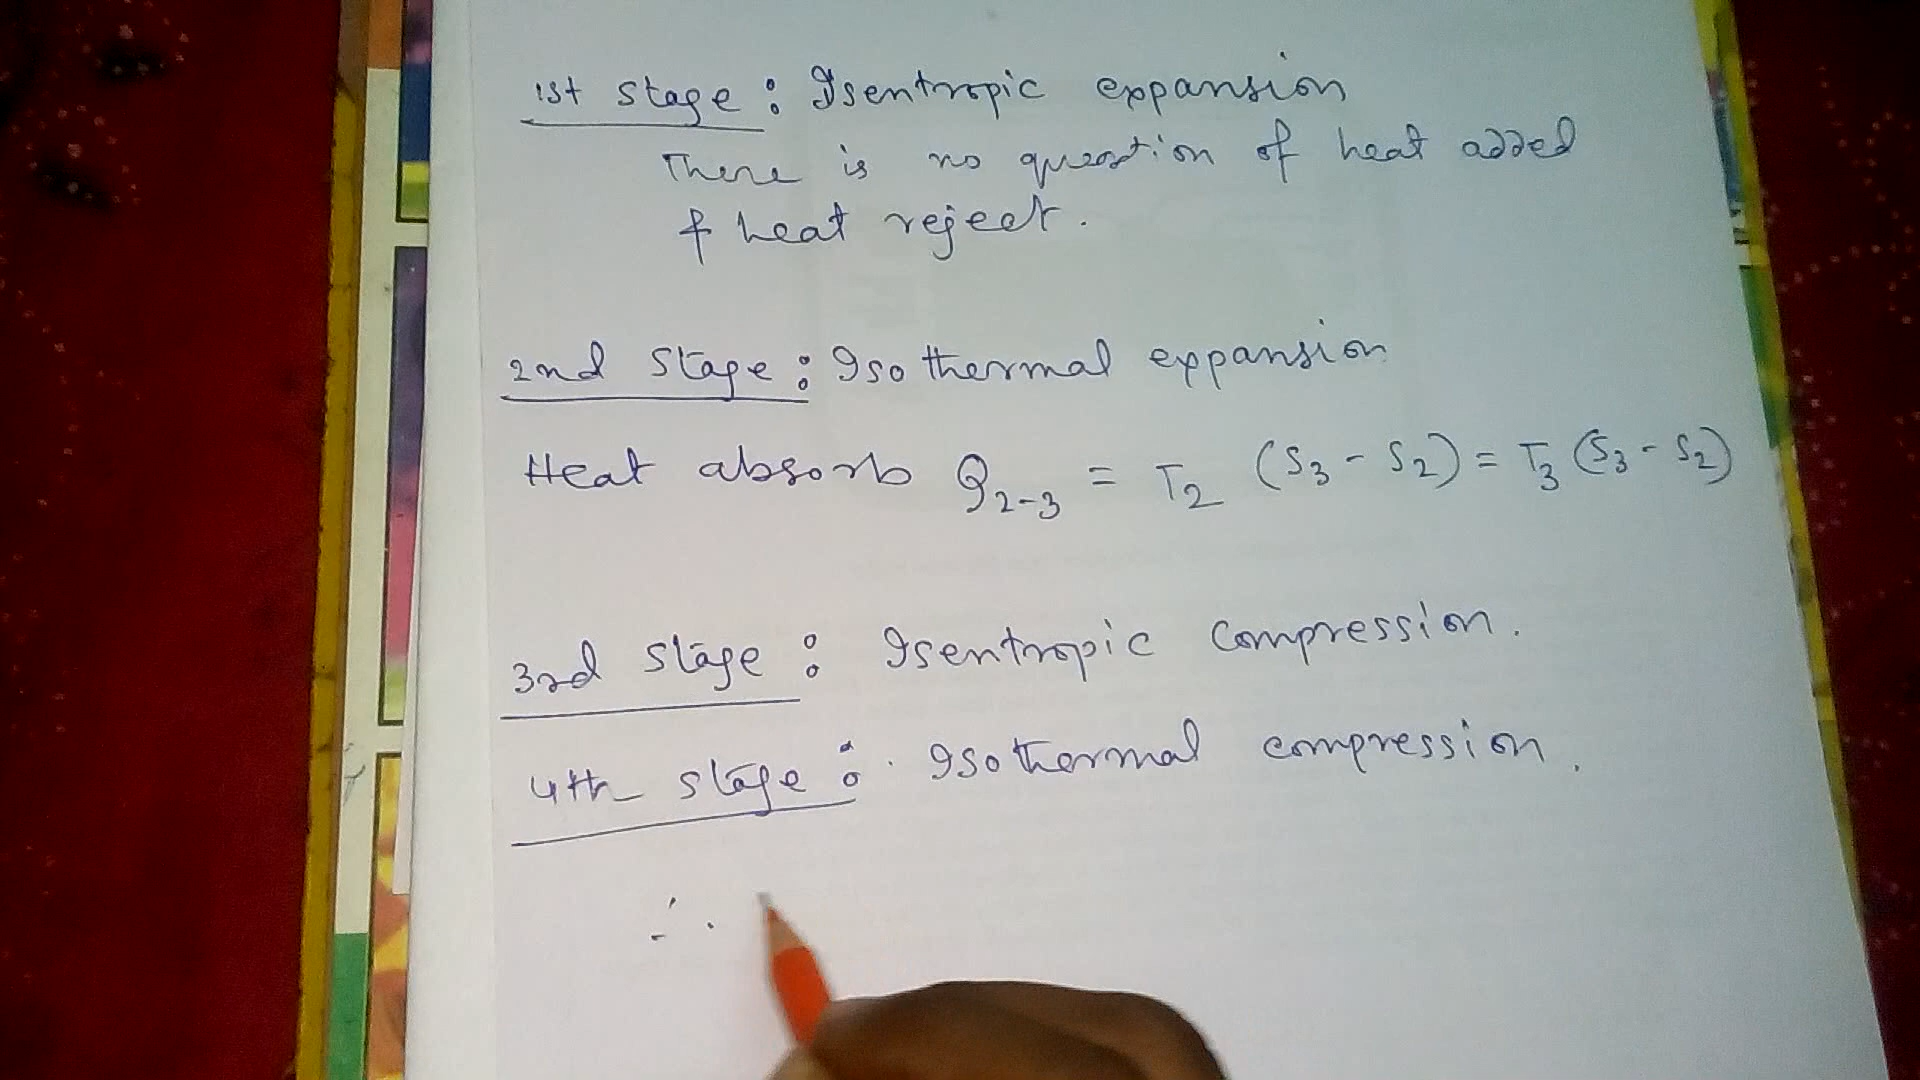 1st stage : Isentropic expansion
There is no question of heat added
& heat reject.
2nd stage : Isothermal expansion
Heat absorb Q2-3 = T2 (S3 - S2) = T3 (S3 - S2)
3rd stage : Isentropic compression.
4th stage : Isothermal compression.
∴